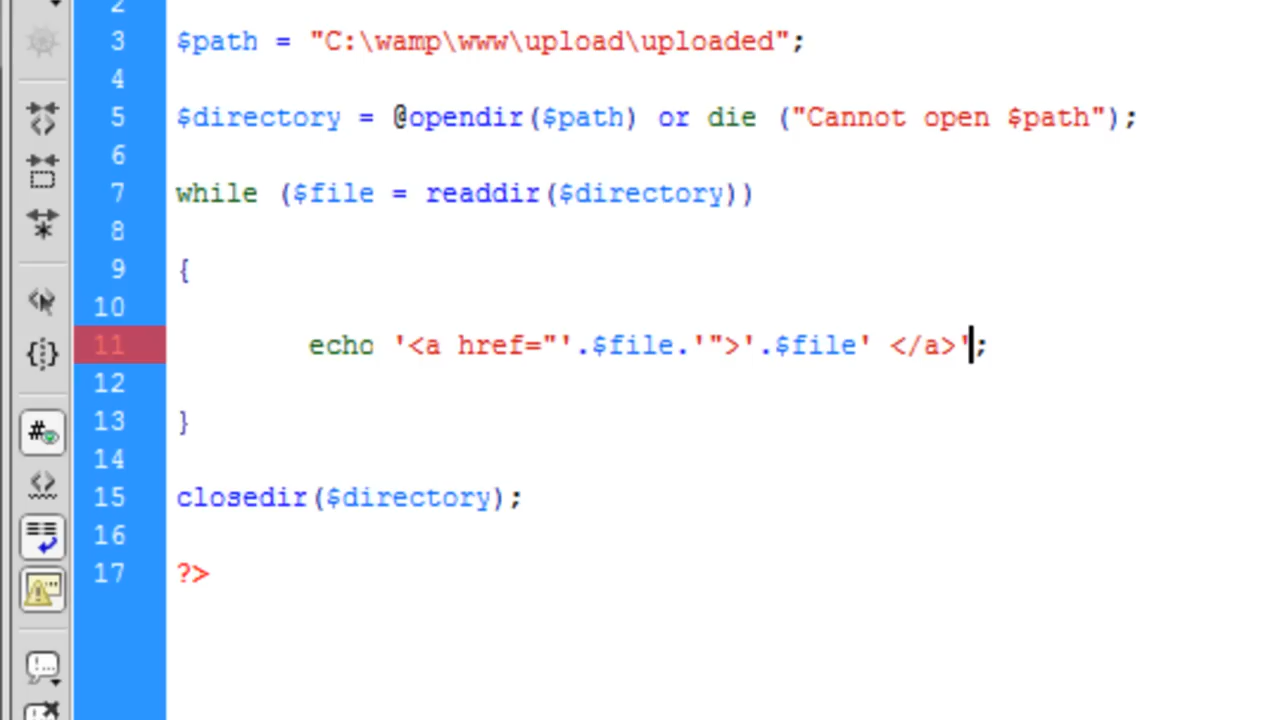 2
3 $path = "C:\wamp\www\upload\uploaded";
4
5 $directory = @opendir($path) or die ("Cannot open $path");
6
7 while ($file = readdir($directory))
8
9 {
10
11 echo '<a href="'.$file.'">'.$file' </a>';
12
13 }
14
15 closedir($directory);
16
17 ?>